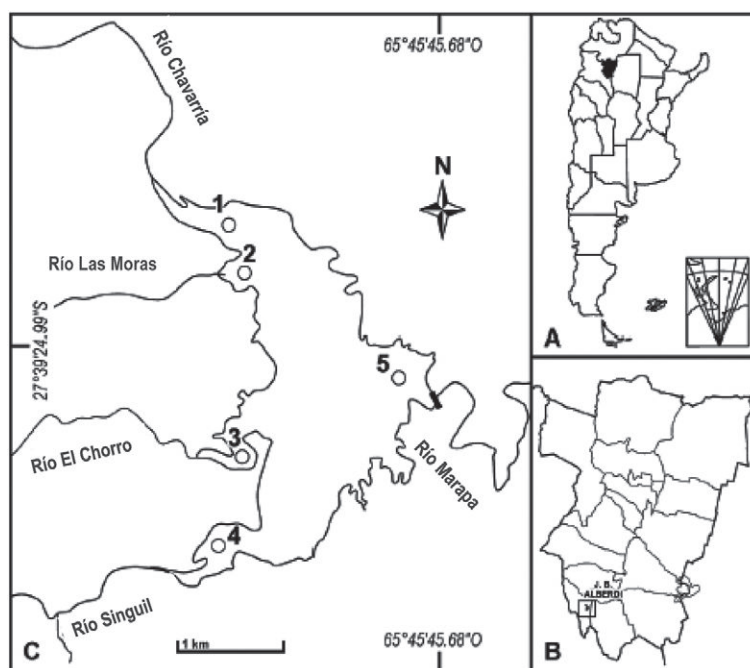 65°45'45.68"O
Río Chavarría
N
1
2
Río Las Moras
27°39'24.99"S
5
3
Río El Chorro
Río Marapa
4
Río Singuil
C
1 km
65°45'45.68"O
A
J. B.
ALBERDI
B